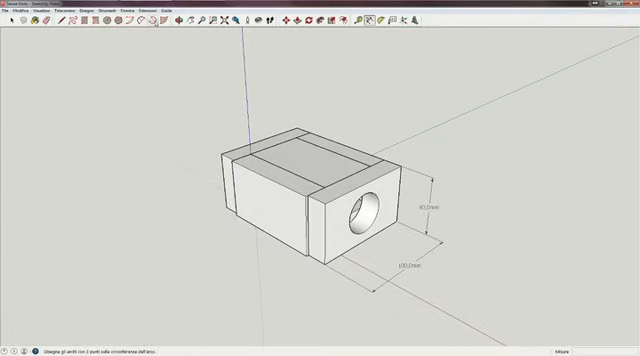 File Modifica Visualizza Telecamera Disegno Strumenti Finestra Estensioni Guida
60,0mm
100,0mm
Disegna gli archi con 3 punti sulla circonferenza dell'arco.
Misure